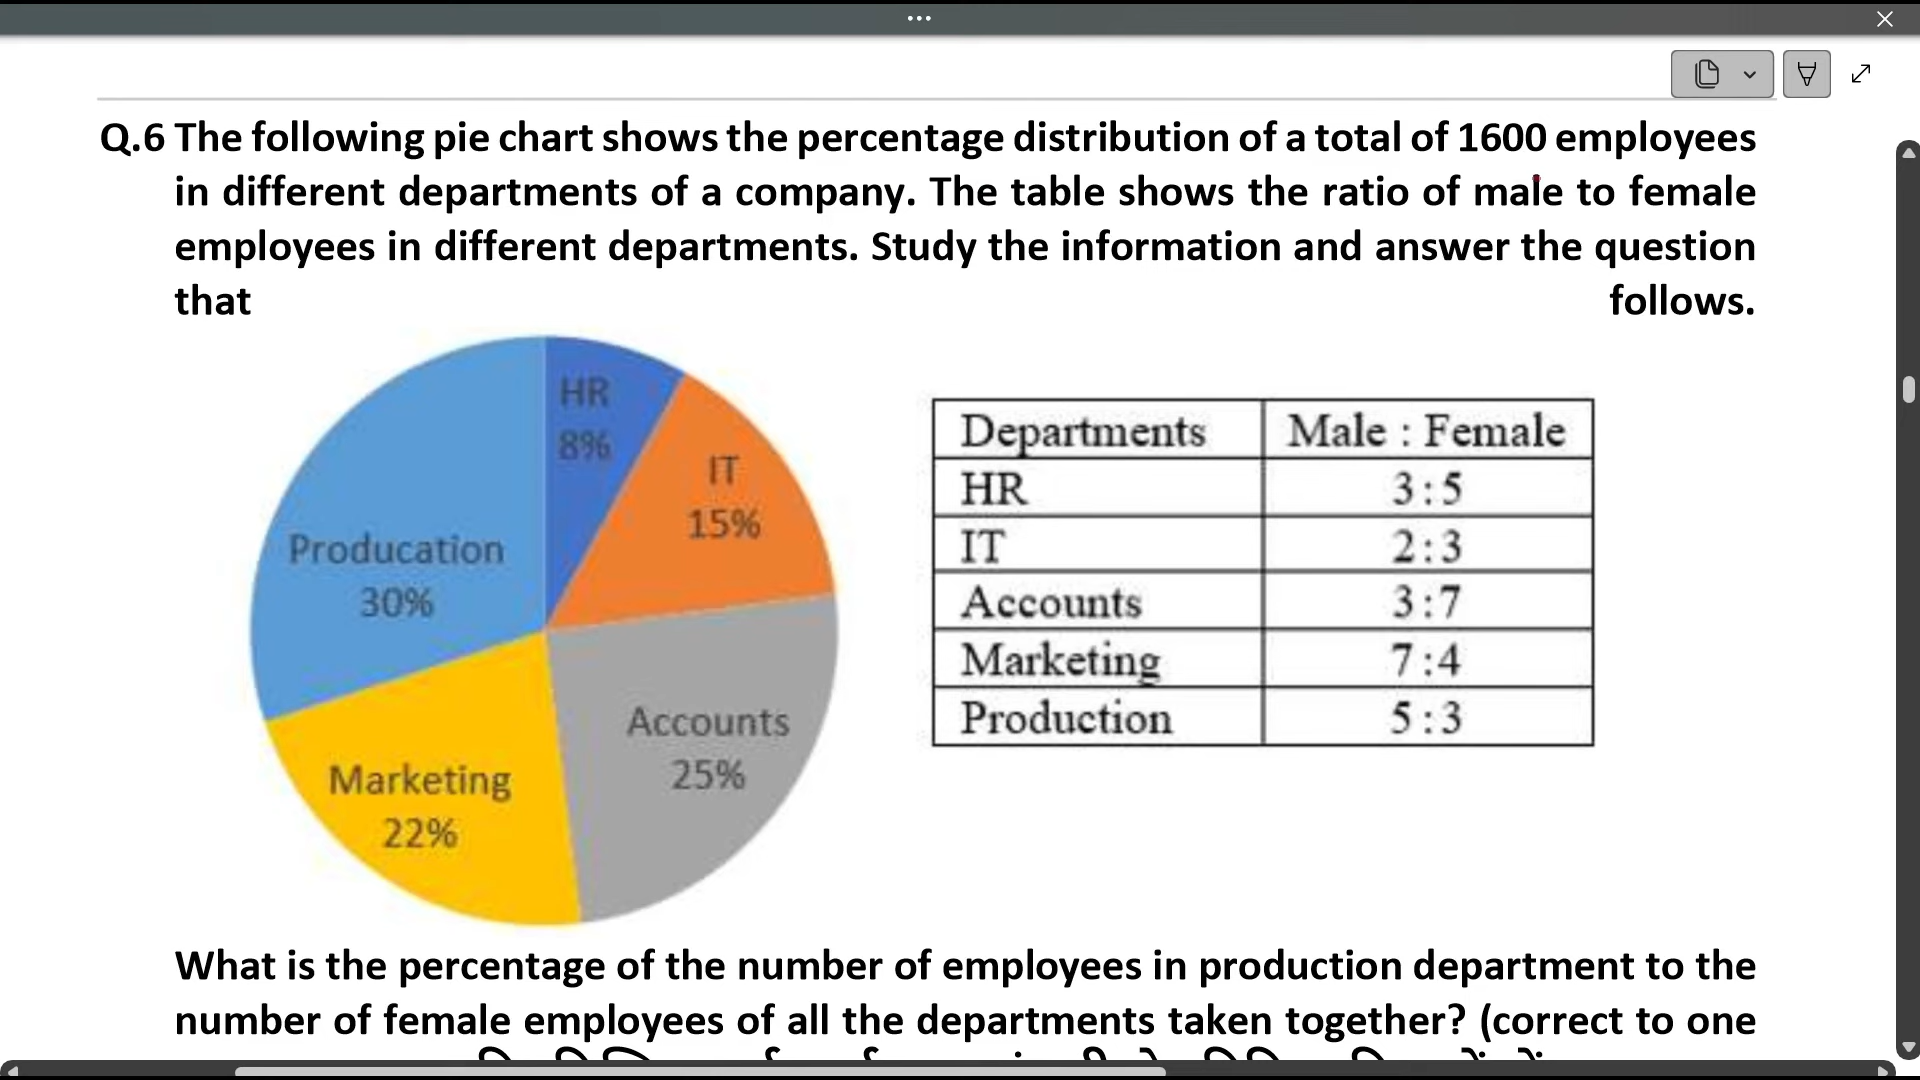 Q.6 The following pie chart shows the percentage distribution of a total of 1600 employees
in different departments of a company. The table shows the ratio of male to female
employees in different departments. Study the information and answer the question
that follows.
HR
8%
IT
15%
Producation
30%
Accounts
25%
Marketing
22%
Departments Male : Female
HR 3 : 5
IT 2 : 3
Accounts 3 : 7
Marketing 7 : 4
Production 5 : 3
What is the percentage of the number of employees in production department to the
number of female employees of all the departments taken together? (correct to one